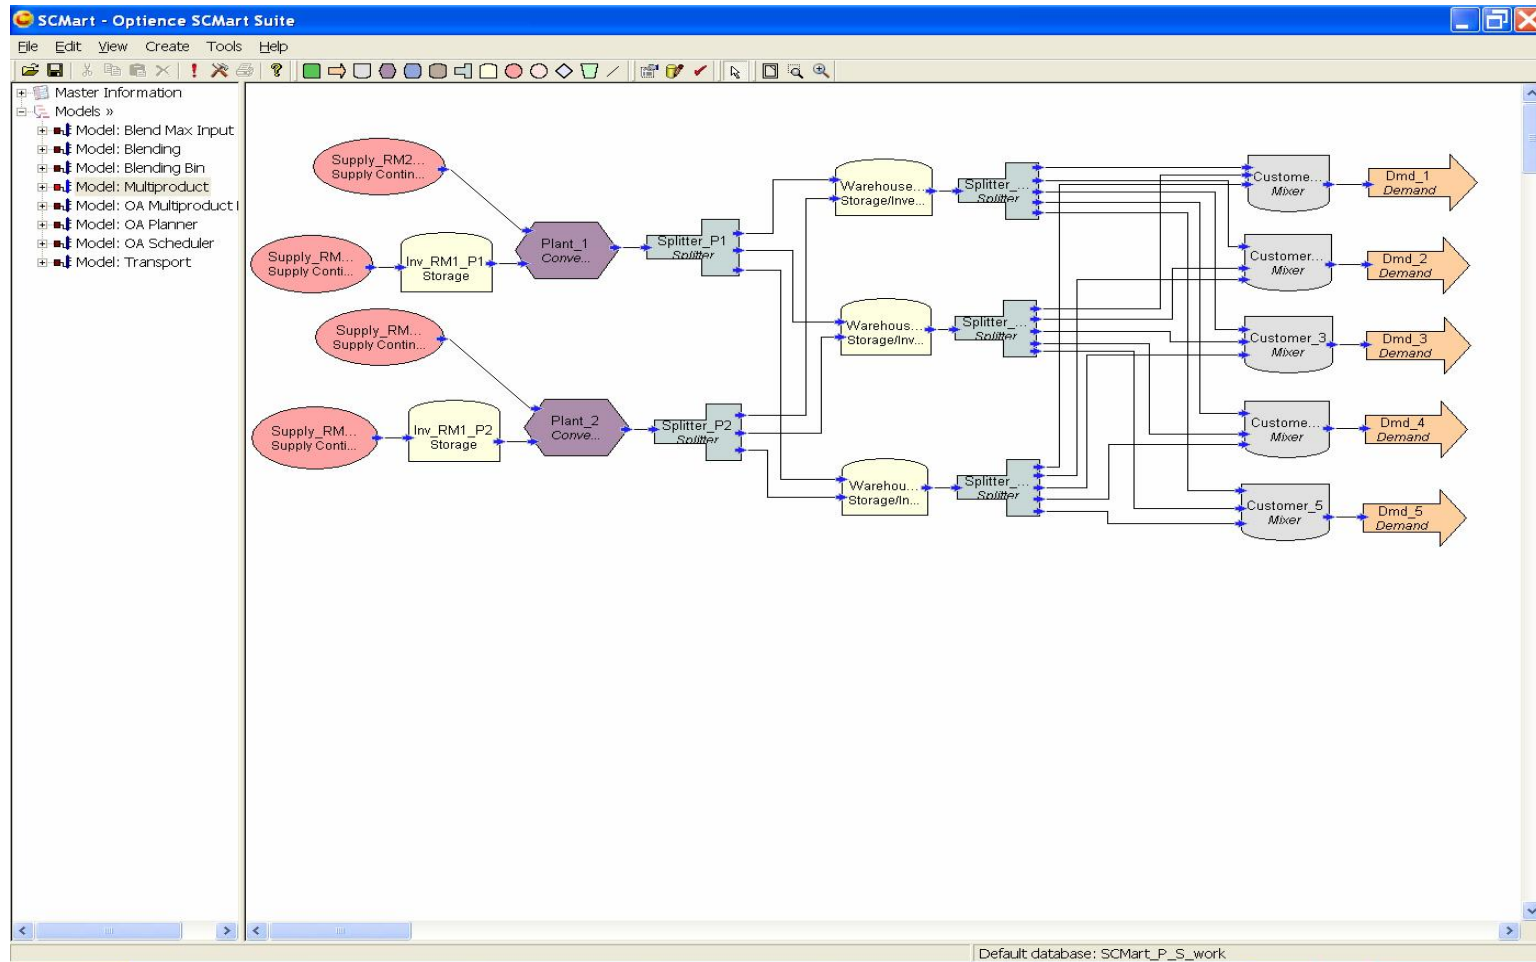 SCMart - Optience SCMart Suite
File Edit View Create Tools Help
Master Information
Models »
Model: Blend Max Input
Model: Blending
Model: Blending Bin
Model: Multiproduct
Model: OA Multiproduct
Model: OA Planner
Model: OA Scheduler
Model: Transport
Supply_RM2...
Supply Contin...
Supply_RM...
Supply Conti...
Inv_RM1_P1
Storage
Plant_1
Conve...
Splitter_P1
Splitter
Supply_RM...
Supply Contin...
Supply_RM...
Supply Conti...
Inv_RM1_P2
Storage
Plant_2
Conve...
Splitter_P2
Splitter
Warehouse...
Storage/Inve...
Splitter_...
Splitter
Warehous...
Storage/Inv...
Splitter_...
Splitter
Warehou...
Storage/In...
Splitter_...
Splitter
Custome...
Mixer
Dmd_1
Demand
Customer...
Mixer
Dmd_2
Demand
Customer_3
Mixer
Dmd_3
Demand
Custome...
Mixer
Dmd_4
Demand
Customer_5
Mixer
Dmd_5
Demand
Default database: SCMart_P_S_work